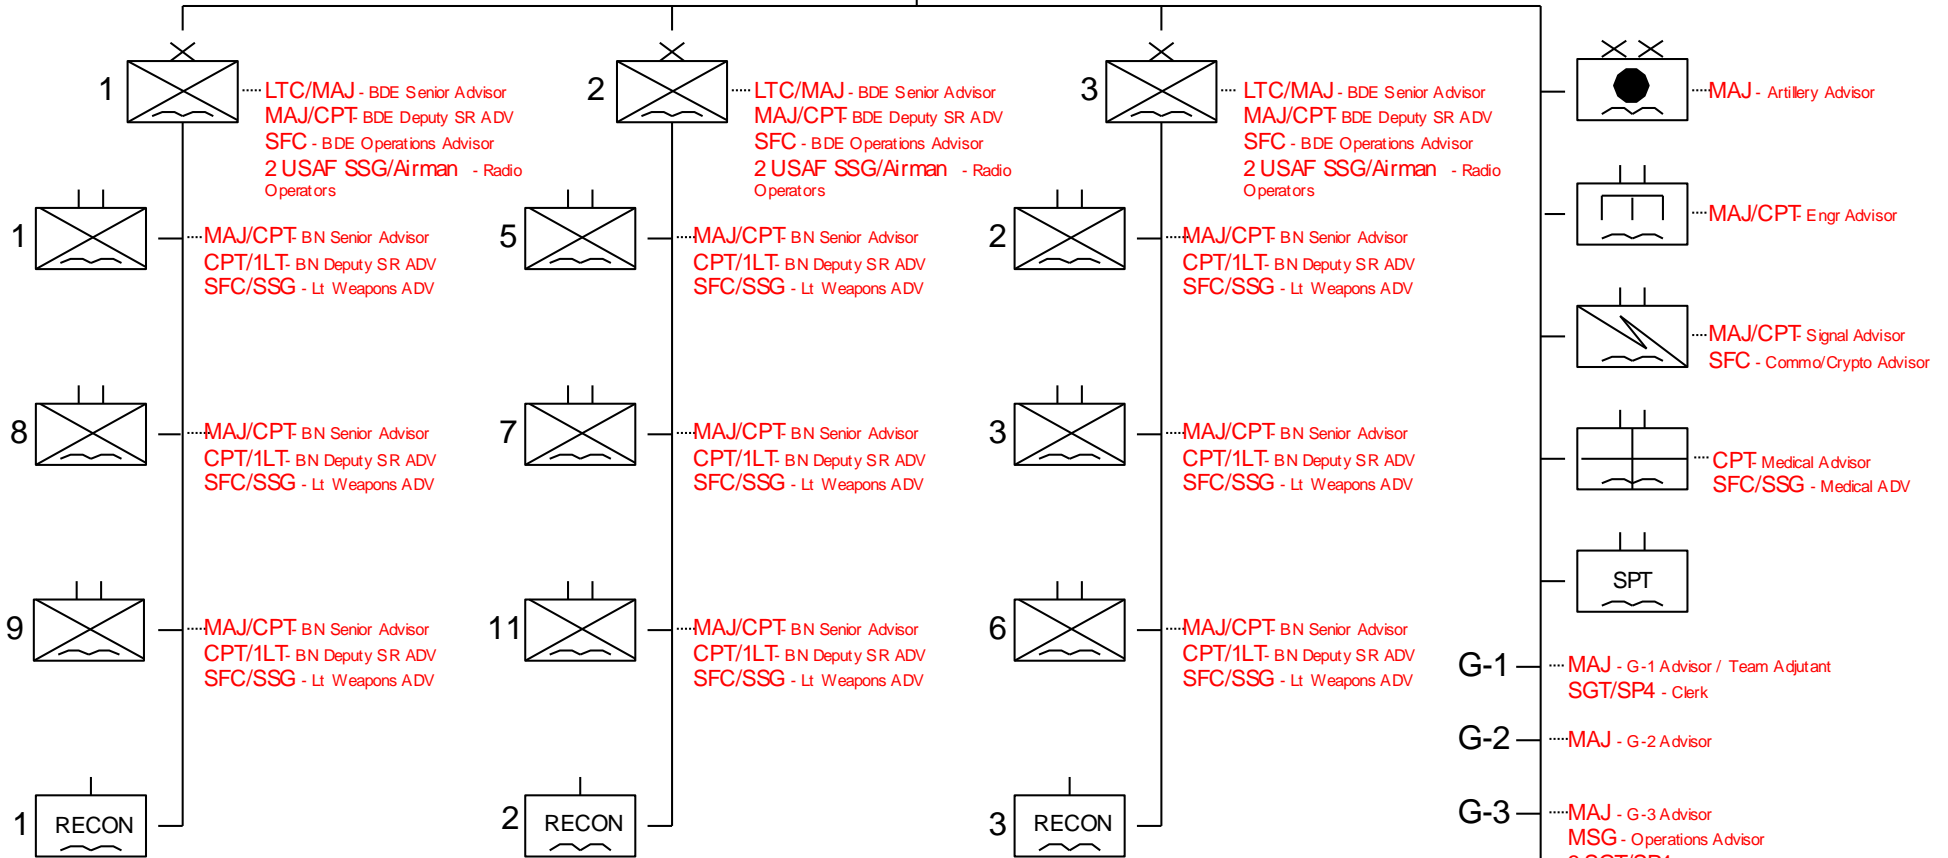 1
LTC/MAJ - BDE Senior Advisor
MAJ/CPT- BDE Deputy SR ADV
SFC - BDE Operations Advisor
2 USAF SSG/Airman - Radio
Operators
1
MAJ/CPT- BN Senior Advisor
CPT/1LT- BN Deputy SR ADV
SFC/SSG - Lt Weapons ADV
8
MAJ/CPT- BN Senior Advisor
CPT/1LT- BN Deputy SR ADV
SFC/SSG - Lt Weapons ADV
9
MAJ/CPT- BN Senior Advisor
CPT/1LT- BN Deputy SR ADV
SFC/SSG - Lt Weapons ADV
1 RECON
2
LTC/MAJ - BDE Senior Advisor
MAJ/CPT- BDE Deputy SR ADV
SFC - BDE Operations Advisor
2 USAF SSG/Airman - Radio
Operators
5
MAJ/CPT- BN Senior Advisor
CPT/1LT- BN Deputy SR ADV
SFC/SSG - Lt Weapons ADV
7
MAJ/CPT- BN Senior Advisor
CPT/1LT- BN Deputy SR ADV
SFC/SSG - Lt Weapons ADV
11
MAJ/CPT- BN Senior Advisor
CPT/1LT- BN Deputy SR ADV
SFC/SSG - Lt Weapons ADV
2 RECON
3
LTC/MAJ - BDE Senior Advisor
MAJ/CPT- BDE Deputy SR ADV
SFC - BDE Operations Advisor
2 USAF SSG/Airman - Radio
Operators
2
MAJ/CPT- BN Senior Advisor
CPT/1LT- BN Deputy SR ADV
SFC/SSG - Lt Weapons ADV
3
MAJ/CPT- BN Senior Advisor
CPT/1LT- BN Deputy SR ADV
SFC/SSG - Lt Weapons ADV
6
MAJ/CPT- BN Senior Advisor
CPT/1LT- BN Deputy SR ADV
SFC/SSG - Lt Weapons ADV
3 RECON
MAJ - Artillery Advisor
MAJ/CPT- Engr Advisor
MAJ/CPT- Signal Advisor
SFC - Commo/Crypto Advisor
CPT- Medical Advisor
SFC/SSG - Medical ADV
SPT
G-1
MAJ - G-1 Advisor / Team Adjutant
SGT/SP4 - Clerk
G-2
MAJ - G-2 Advisor
G-3
MAJ - G-3 Advisor
MSG - Operations Advisor